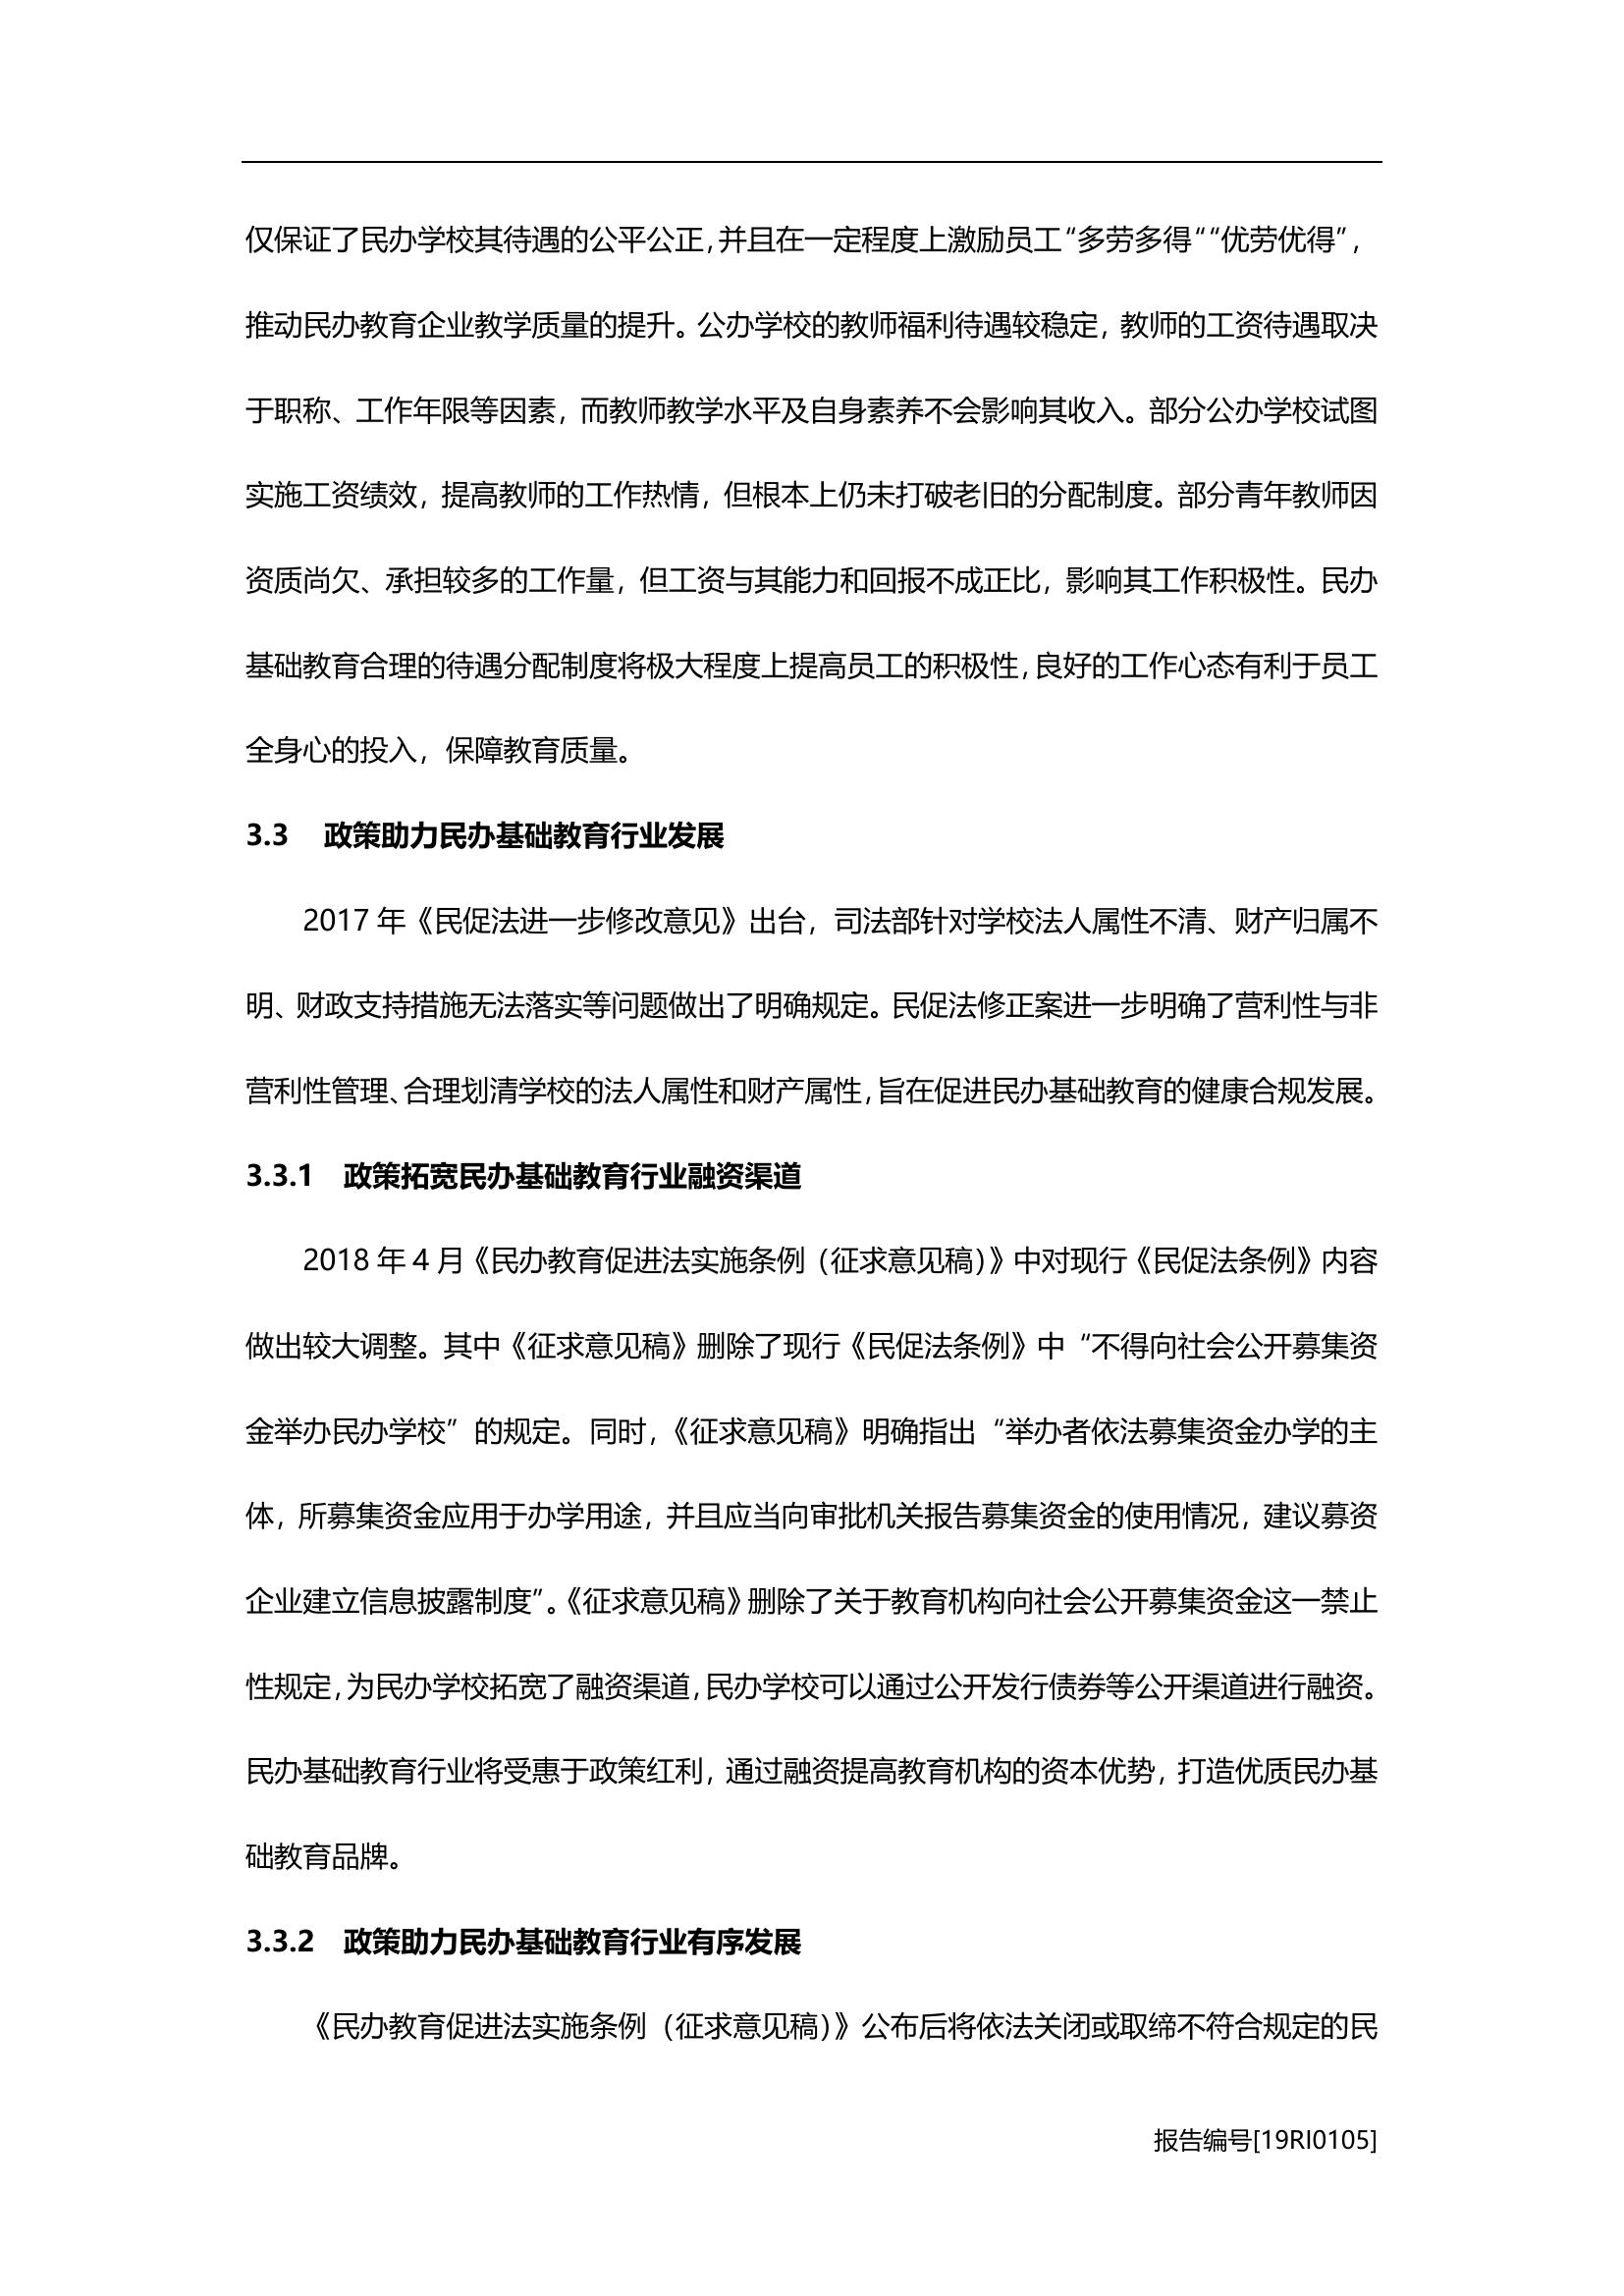 仅保证了民办学校其待遇的公平公正，并且在一定程度上激励员工“多劳多得““优劳优得”，
推动民办教育企业教学质量的提升。公办学校的教师福利待遇较稳定，教师的工资待遇取决
于职称、工作年限等因素，而教师教学水平及自身素养不会影响其收入。部分公办学校试图
实施工资绩效，提高教师的工作热情，但根本上仍未打破老旧的分配制度。部分青年教师因
资质尚欠、承担较多的工作量，但工资与其能力和回报不成正比，影响其工作积极性。民办
基础教育合理的待遇分配制度将极大程度上提高员工的积极性，良好的工作心态有利于员工
全身心的投入，保障教育质量。
3.3 政策助力民办基础教育行业发展
2017 年《民促法进一步修改意见》出台，司法部针对学校法人属性不清、财产归属不
明、财政支持措施无法落实等问题做出了明确规定。民促法修正案进一步明确了营利性与非
营利性管理、合理划清学校的法人属性和财产属性，旨在促进民办基础教育的健康合规发展。
3.3.1 政策拓宽民办基础教育行业融资渠道
2018 年 4 月《民办教育促进法实施条例（征求意见稿）》中对现行《民促法条例》内容
做出较大调整。其中《征求意见稿》删除了现行《民促法条例》中“不得向社会公开募集资
金举办民办学校”的规定。同时，《征求意见稿》明确指出“举办者依法募集资金办学的主
体，所募集资金应用于办学用途，并且应当向审批机关报告募集资金的使用情况，建议募资
企业建立信息披露制度”。《征求意见稿》删除了关于教育机构向社会公开募集资金这一禁止
性规定，为民办学校拓宽了融资渠道，民办学校可以通过公开发行债券等公开渠道进行融资。
民办基础教育行业将受惠于政策红利，通过融资提高教育机构的资本优势，打造优质民办基
础教育品牌。
3.3.2 政策助力民办基础教育行业有序发展
《民办教育促进法实施条例（征求意见稿）》公布后将依法关闭或取缔不符合规定的民
报告编号[19RI0105]